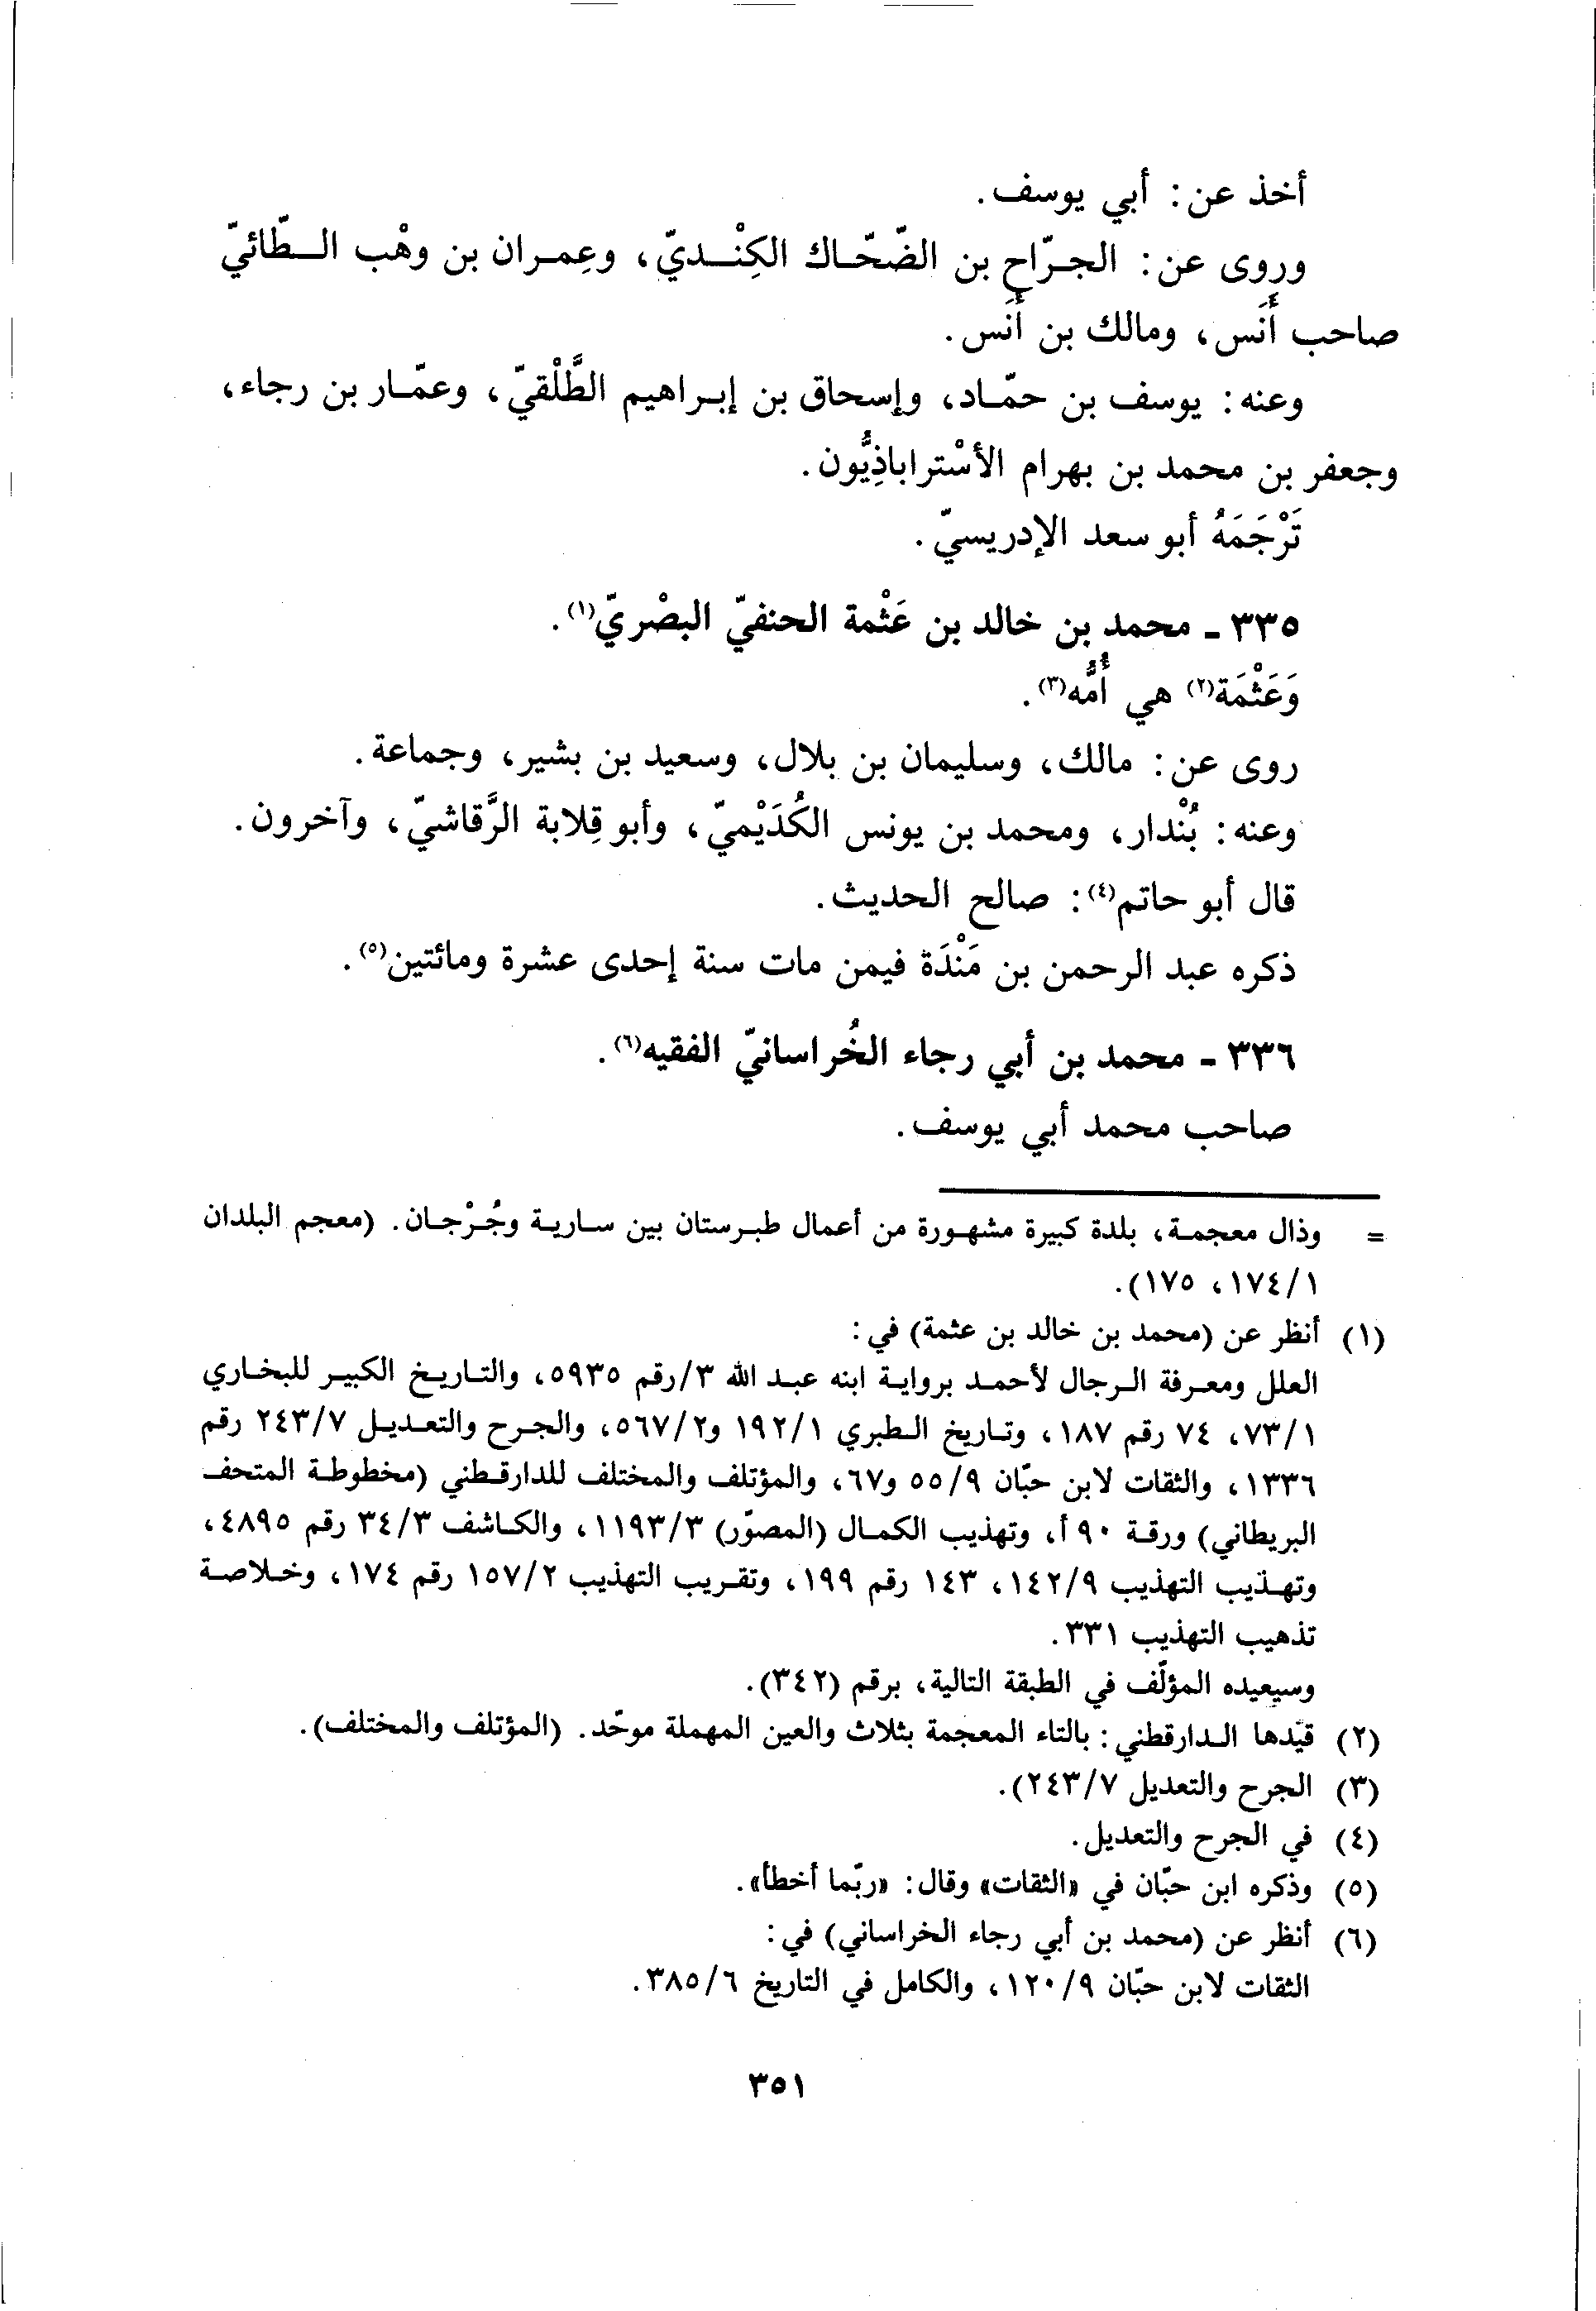 أخذ عن: أبي يوسف.
وروى عن: الجرّاح بن الضّحّاك الكِنْديّ، وعِمران بن وهْب الطّائيّ
صاحب أَنَس، ومالك بن أَنَس.
وعنه: يوسف بن حمّاد، وإسحاق بن إبراهيم الطَّلْقيّ، وعمّار بن رجاء،
وجعفر بن محمد بن بهرام الأسْتراباذِيُّون.
تَرْجَمَهُ أبو سعد الإدريسيّ.
٣٣٥ - محمد بن خالد بن عَثْمة الحنفيّ البصْريّ(١).
وَعَثْمَة(٢) هي أُمُّه(٣).
روى عن: مالك، وسليمان بن بلال، وسعيد بن بشير، وجماعة.
وعنه: بُنْدار، ومحمد بن يونس الكُدَيْميّ، وأبو قِلابة الرَّقاشيّ، وآخرون.
قال أبو حاتم(٤): صالح الحديث.
ذكره عبد الرحمن بن مَنْدَة فيمن مات سنة إحدى عشرة ومائتين(٥).
٣٣٦ - محمد بن أبي رجاء الخُراسانيّ الفقيه(٦).
صاحب محمد أبي يوسف.
= وذال معجمة، بلدة كبيرة مشهورة من أعمال طبرستان بين سارية وجُرْجان. (معجم البلدان
١/١٧٤، ١٧٥).
(١) أنظر عن (محمد بن خالد بن عثمة) في:
العلل ومعرفة الرجال لأحمد برواية ابنه عبد الله ٣/رقم ٥٩٣٥، والتاريخ الكبير للبخاري
١/٧٣، ٧٤ رقم ١٨٧، وتاريخ الطبري ١/١٩٢ و٢/٥٦٧، والجرح والتعديل ٧/٢٤٣ رقم
١٣٣٦، والثقات لابن حبّان ٩/٥٥ و٦٧، والمؤتلف والمختلف للدارقطني (مخطوطة المتحف
البريطاني) ورقة ٩٠ أ، وتهذيب الكمال (المصوّر) ٣/١١٩٣، والكاشف ٣/٣٤ رقم ٤٨٩٥،
وتهذيب التهذيب ٩/١٤٢، ١٤٣ رقم ١٩٩، وتقريب التهذيب ٢/١٥٧ رقم ١٧٤، وخلاصة
تذهيب التهذيب ٣٣١.
وسيعيده المؤلّف في الطبقة التالية، برقم (٣٤٢).
(٢) قيّدها الدارقطني: بالتاء المعجمة بثلاث والعين المهملة موحّد. (المؤتلف والمختلف).
(٣) الجرح والتعديل ٧/٢٤٣).
(٤) في الجرح والتعديل.
(٥) وذكره ابن حبّان في «الثقات» وقال: «ربّما أخطأ».
(٦) أنظر عن (محمد بن أبي رجاء الخراساني) في:
الثقات لابن حبّان ٩/١٢٠، والكامل في التاريخ ٦/٣٨٥.
٣٥١